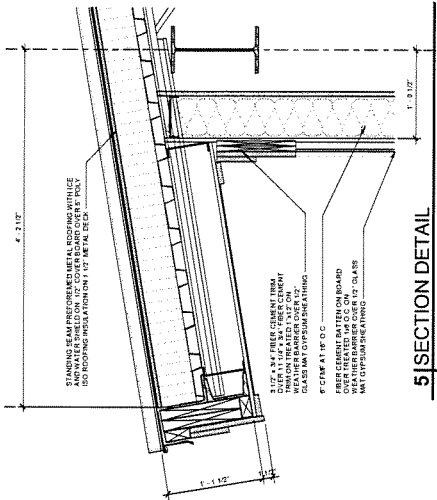 4' - 2 1/2"
STANDING SEAM PREFORMED METAL ROOFING WITH ICE
AND WATER SHIELD ON 1/2" COVER BOARD OVER 5" POLY
ISO ROOFING INSULATION ON 1 1/2" METAL DECK
1' - 0 1/2"
3 1/2" x 3/4" FIBER CEMENT TRIM
OVER 11 1/4" x 3/4" FIBER CEMENT
TRIM ON TREATED 1"x12" ON
WEATHER BARRIER OVER 1/2"
GLASS MAT GYPSUM SHEATHING
6" CFMF AT 16" O.C.
FIBER CEMENT BATTEN ON BOARD
OVER TREATED 1x6 O.C. ON
WEATHER BARRIER OVER 1/2" GLASS
MAT GYPSUM SHEATHING
1' - 1 1/2"
1 1/2"
5 | SECTION DETAIL